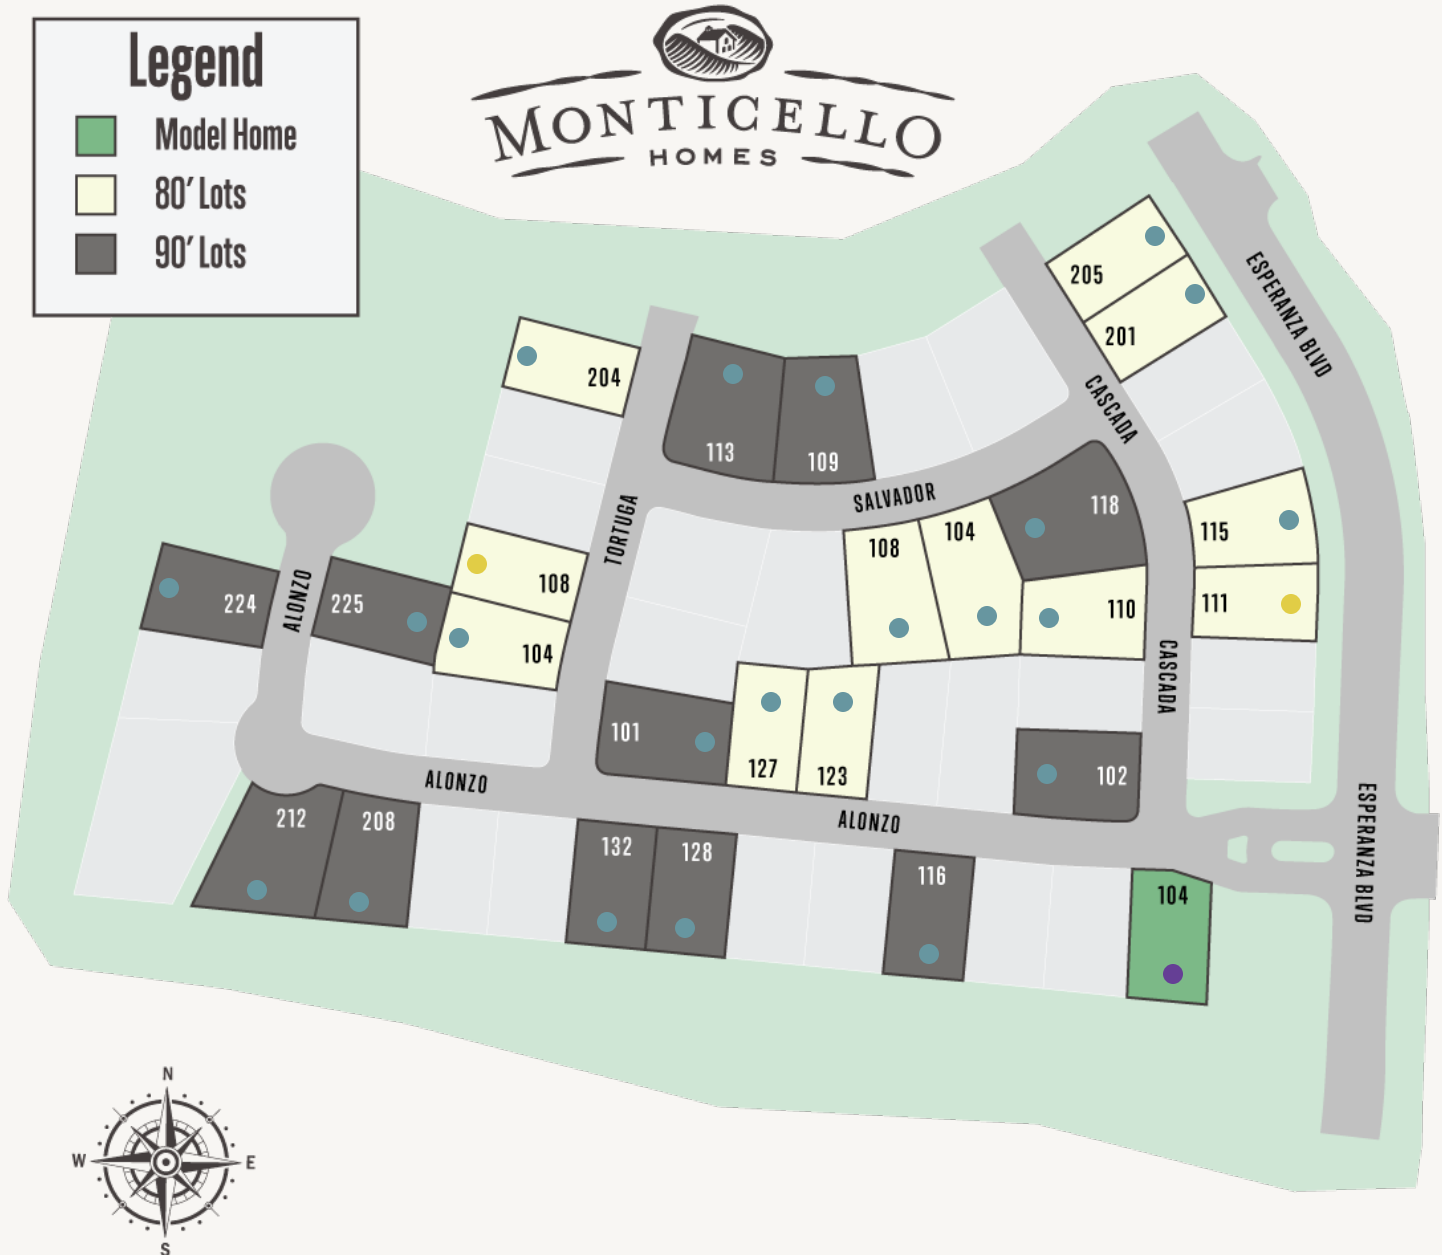 Legend
Model Home
80' Lots
90' Lots
MONTICELLO
HOMES
205
201
ESPERANZA BLVD
CASCADA
204
113
109
SALVADOR
118
115
TORTUGA
108
104
108
104
110
111
224
ALONZO
225
104
CASCADA
101
127
123
102
ALONZO
ALONZO
ESPERANZA BLVD
212
208
132
128
116
104
N
W
E
S